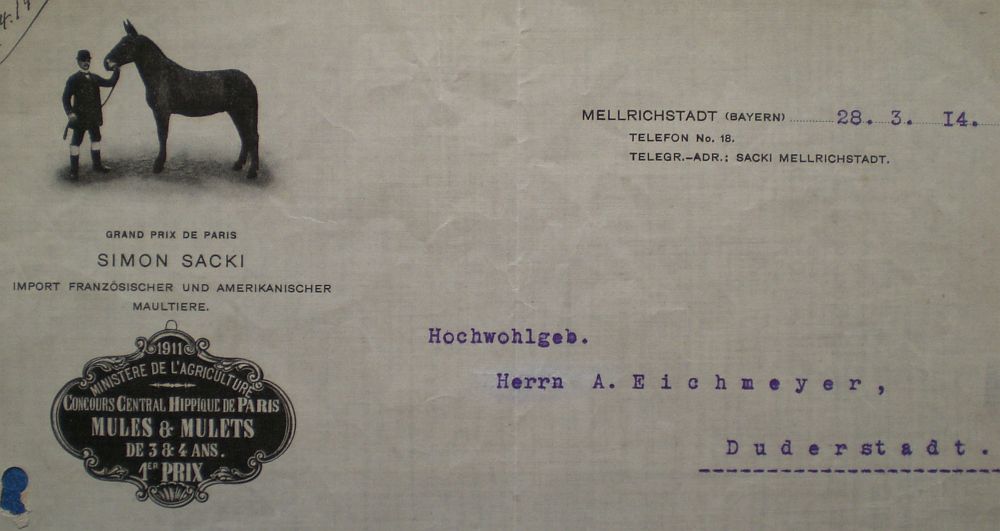 MELLRICHSTADT (BAYERN) 28. 3. I4.
TELEFON No. 18.
TELEGR.-ADR.: SACKI MELLRICHSTADT.
GRAND PRIX DE PARIS
SIMON SACKI
IMPORT FRANZÖSISCHER UND AMERIKANISCHER
MAULTIERE.
1911
MINISTÈRE DE L'AGRICULTURE
CONCOURS CENTRAL HIPPIQUE DE PARIS
MULES & MULETS
DE 3 & 4 ANS.
1ER PRIX
Hochwohlgeb.
Herrn A. Eichmeyer,
Duderstadt.